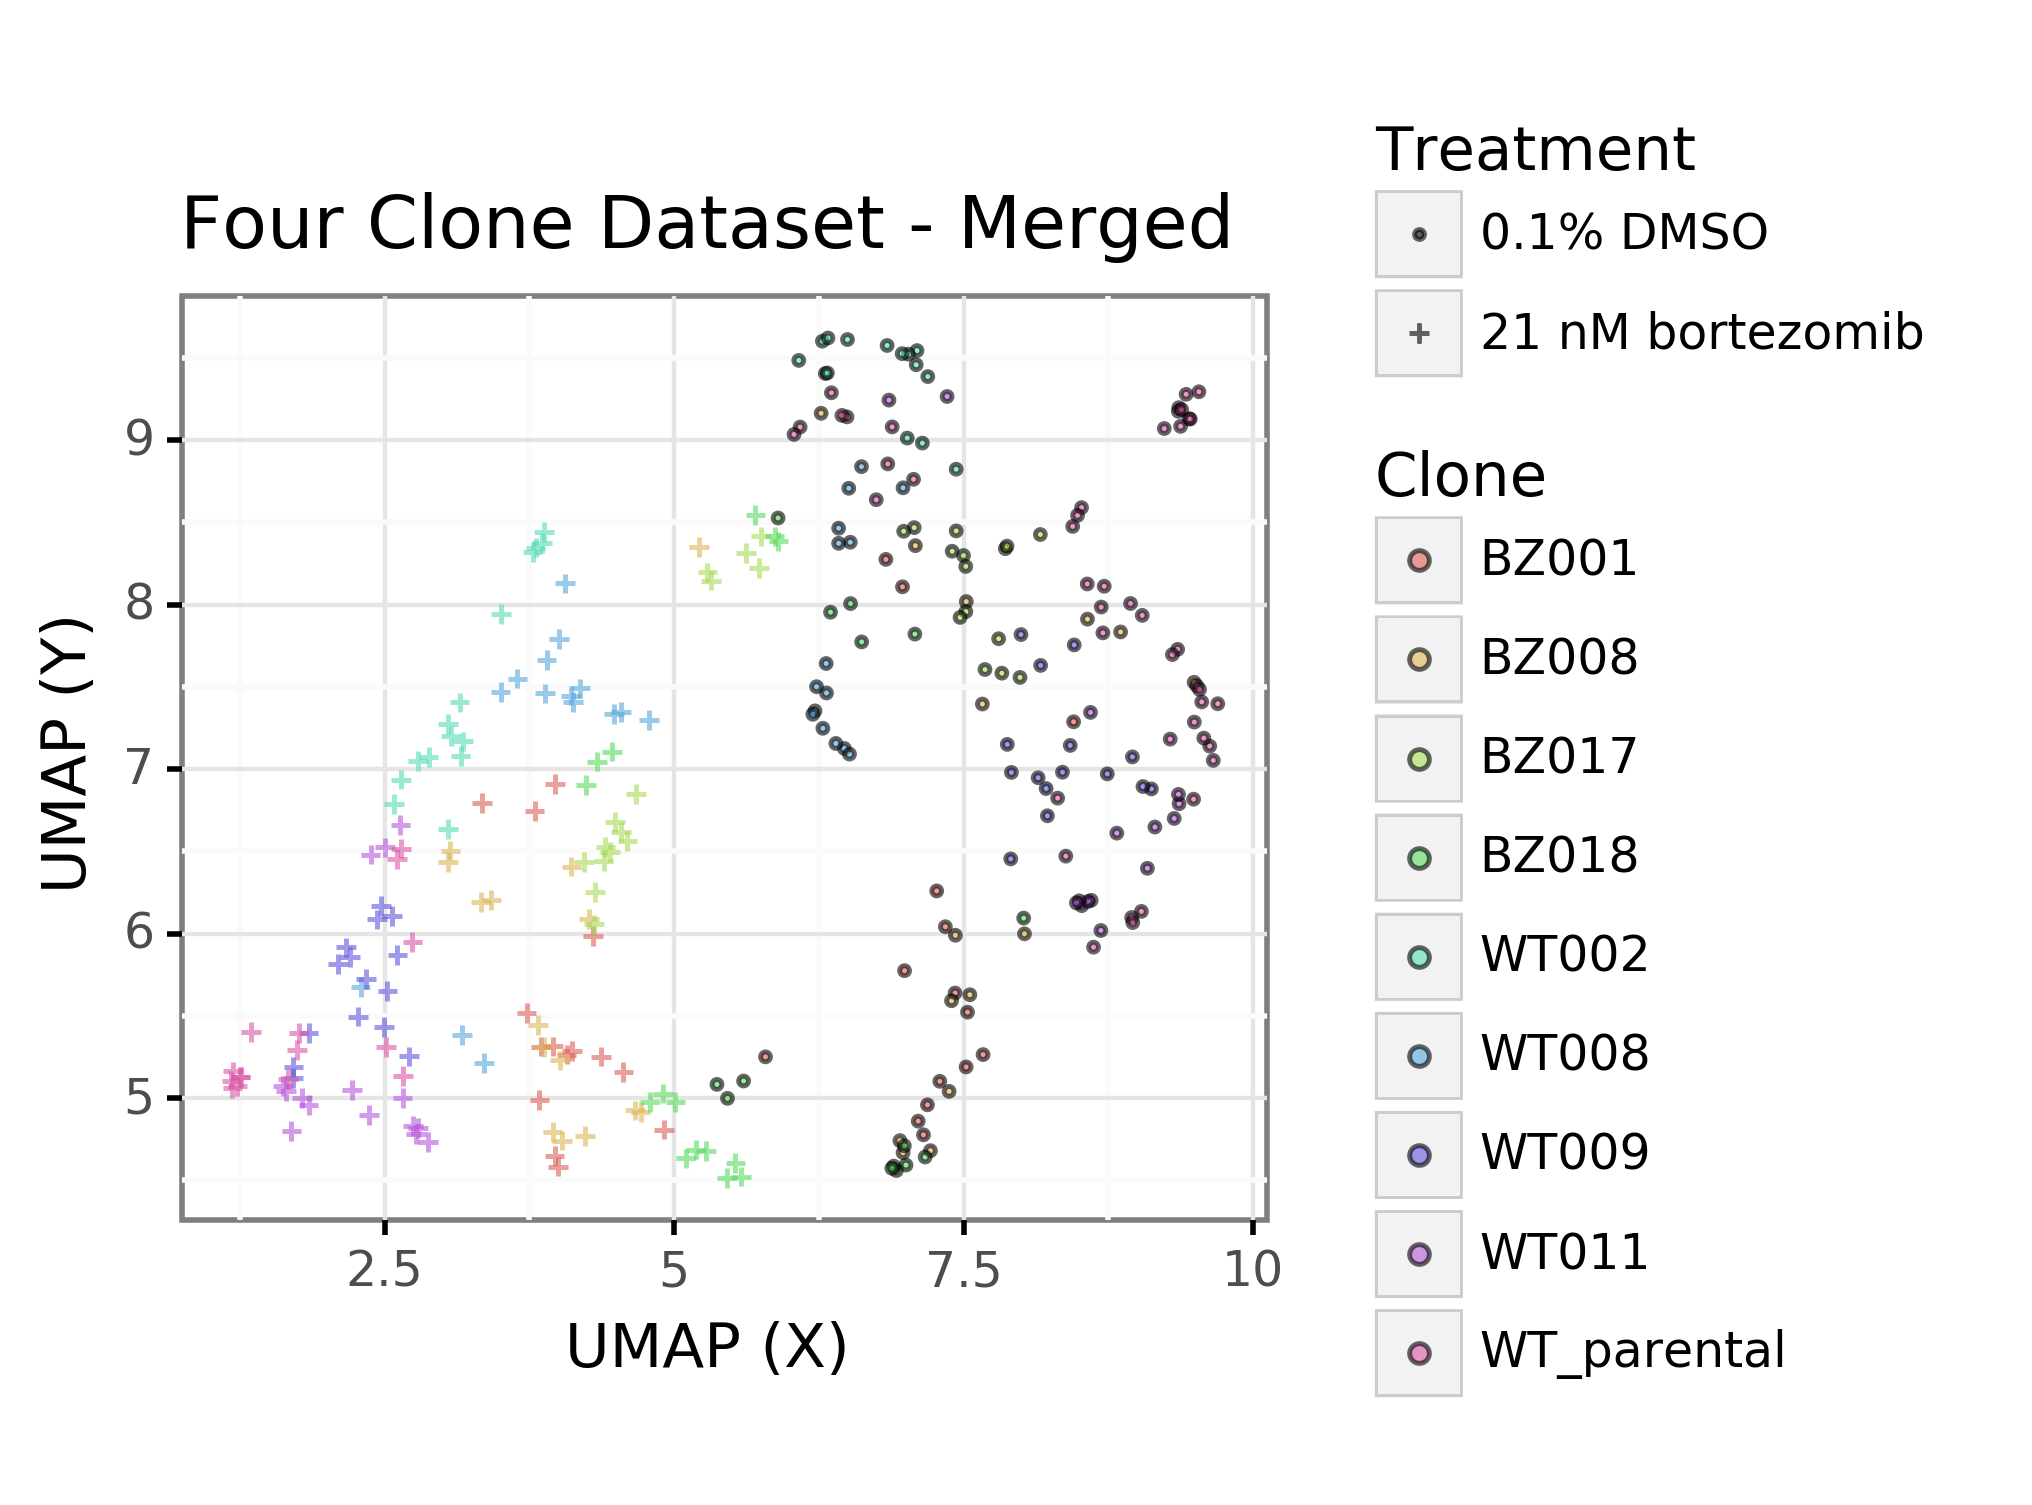 Four Clone Dataset - Merged
UMAP (Y)
9
8
7
6
5
2.5
5
7.5
10
UMAP (X)
Treatment
0.1% DMSO
21 nM bortezomib
Clone
BZ001
BZ008
BZ017
BZ018
WT002
WT008
WT009
WT011
WT_parental